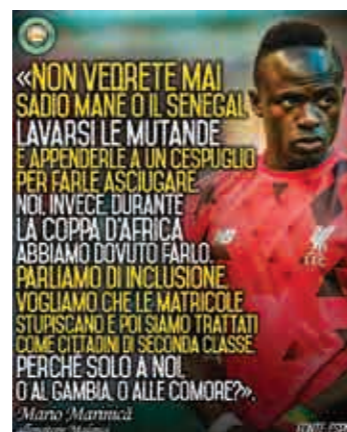 «NON VEDRETE MAI
SADIO MANE O IL SENEGAL
LAVARSI LE MUTANDE
E APPENDERLE A UN CESPUGLIO
PER FARLE ASCIUGARE.
NOI, INVECE, DURANTE
LA COPPA D'AFRICA
ABBIAMO DOVUTO FARLO.
PARLIAMO DI INCLUSIONE,
VOGLIAMO CHE LE MATRICOLE
STUPISCANO E POI SIAMO TRATTATI
COME CITTADINI DI SECONDA CLASSE.
PERCHÉ SOLO A NOI,
O AL GAMBIA, O ALLE COMORE?».
Mario Marinică